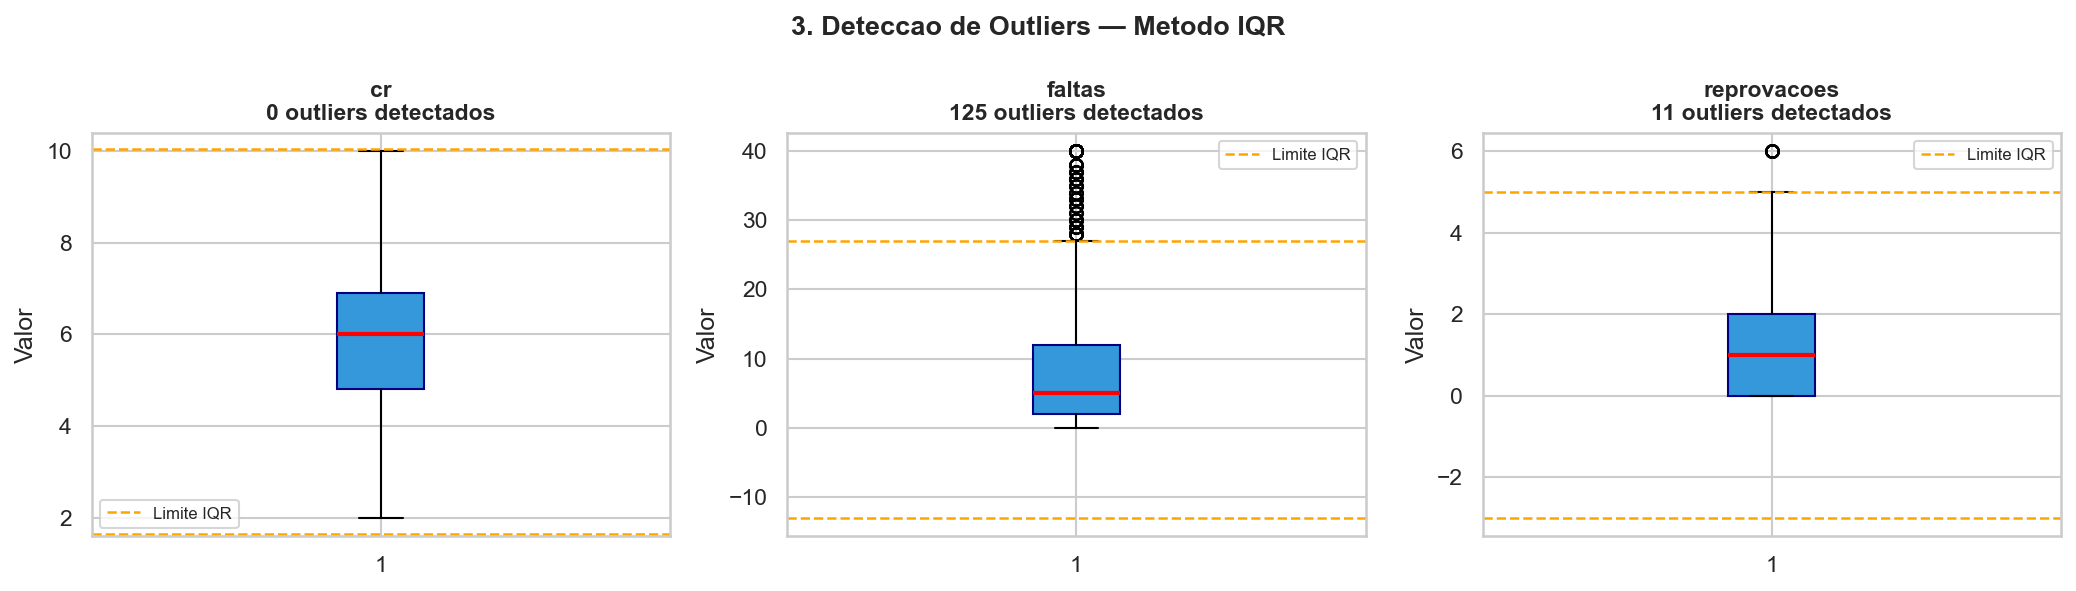 3. Deteccao de Outliers — Metodo IQR
cr
0 outliers detectados
Valor
10
8
6
4
2
Limite IQR
1
faltas
125 outliers detectados
Valor
40
30
20
10
0
−10
Limite IQR
1
reprovacoes
11 outliers detectados
Valor
6
4
2
0
−2
Limite IQR
1